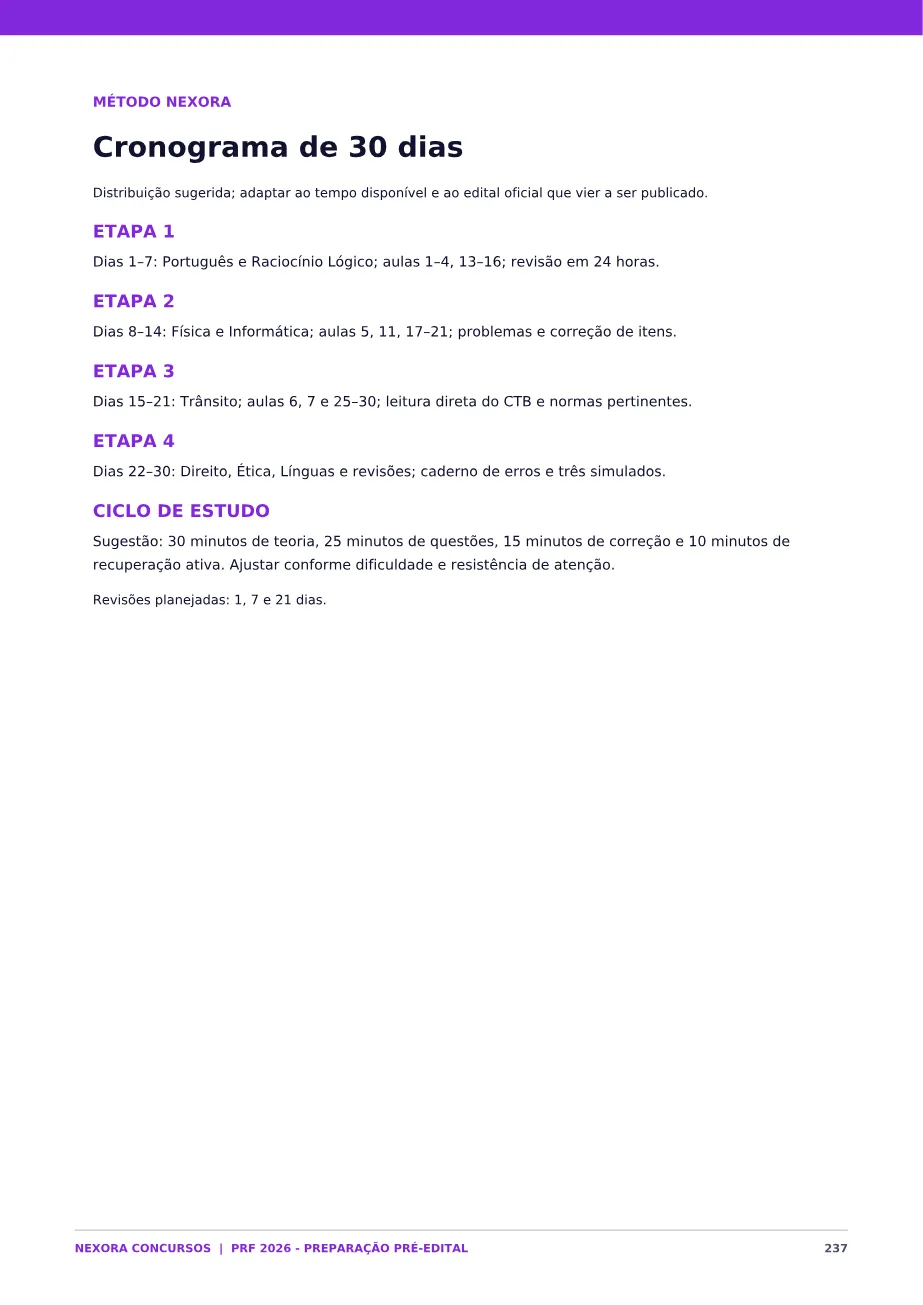 MÉTODO NEXORA
Cronograma de 30 dias
Distribuição sugerida; adaptar ao tempo disponível e ao edital oficial que vier a ser publicado.
ETAPA 1
Dias 1–7: Português e Raciocínio Lógico; aulas 1–4, 13–16; revisão em 24 horas.
ETAPA 2
Dias 8–14: Física e Informática; aulas 5, 11, 17–21; problemas e correção de itens.
ETAPA 3
Dias 15–21: Trânsito; aulas 6, 7 e 25–30; leitura direta do CTB e normas pertinentes.
ETAPA 4
Dias 22–30: Direito, Ética, Línguas e revisões; caderno de erros e três simulados.
CICLO DE ESTUDO
Sugestão: 30 minutos de teoria, 25 minutos de questões, 15 minutos de correção e 10 minutos de
recuperação ativa. Ajustar conforme dificuldade e resistência de atenção.
Revisões planejadas: 1, 7 e 21 dias.
NEXORA CONCURSOS | PRF 2026 - PREPARAÇÃO PRÉ-EDITAL 237